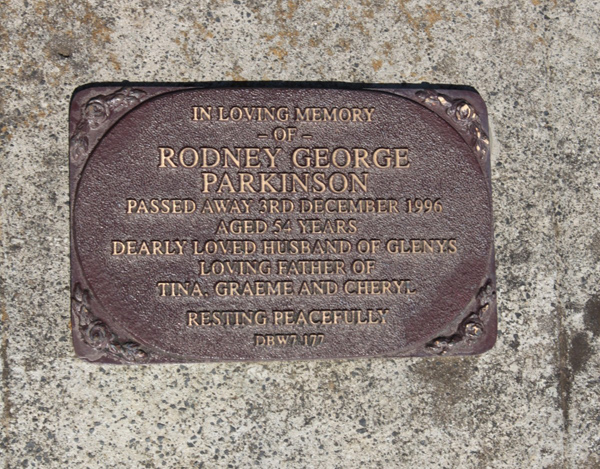 IN LOVING MEMORY
– OF –
RODNEY GEORGE
PARKINSON
PASSED AWAY 3RD DECEMBER 1996
AGED 54 YEARS
DEARLY LOVED HUSBAND OF GLENYS
LOVING FATHER OF
TINA, GRAEME AND CHERYL
RESTING PEACEFULLY
DBW7 177